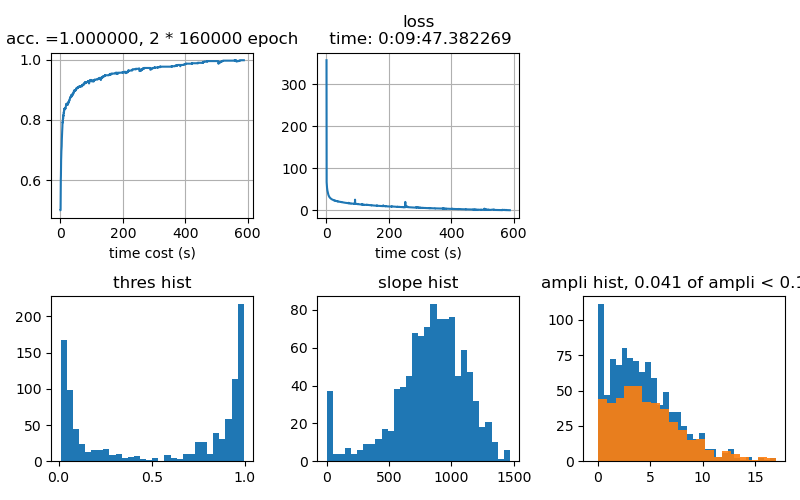 acc. =1.000000, 2 * 160000 epoch
1.0
0.8
0.6
0 200 400 600
time cost (s)
loss
time: 0:09:47.382269
300
200
100
0
0 200 400 600
time cost (s)
thres hist
200
150
100
50
0
0.0 0.5 1.0
slope hist
80
60
40
20
0
0 500 1000 1500
ampli hist, 0.041 of ampli < 0.1
100
75
50
25
0
0 5 10 15